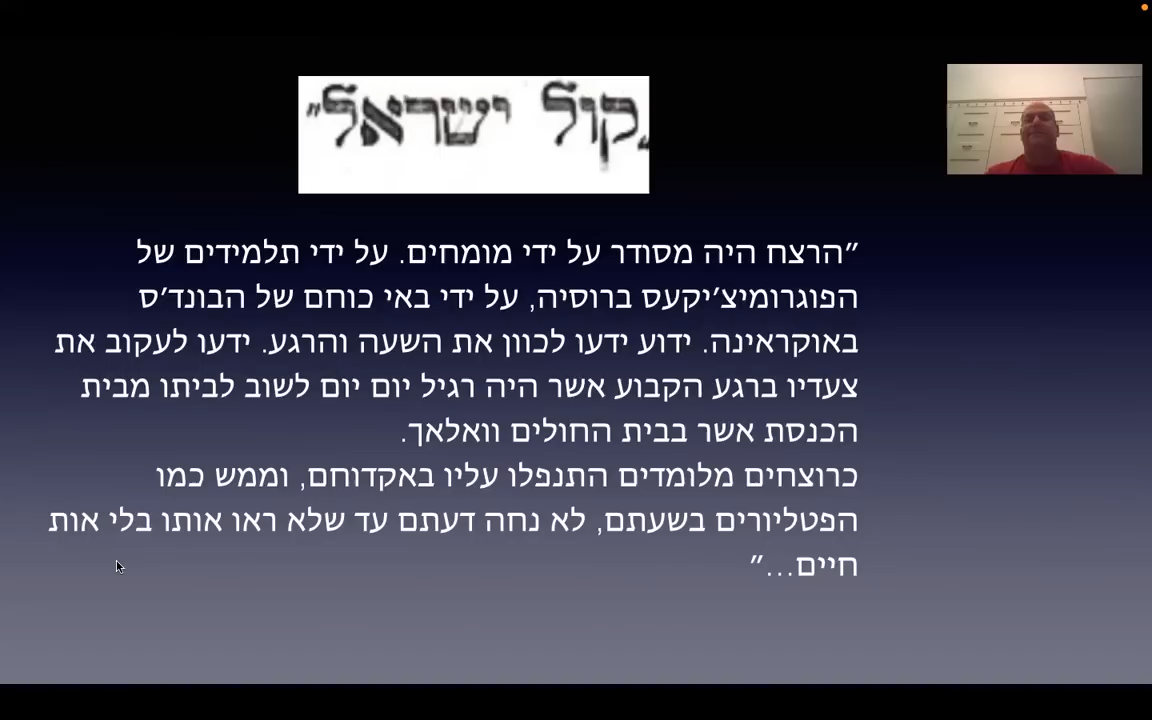 „קול ישראל"
"הרצח היה מסודר על ידי מומחים. על ידי תלמידים של
הפוגרומיצ'יקעס ברוסיה, על ידי באי כוחם של הבונד'ס
באוקראינה. ידוע ידעו לכוון את השעה והרגע. ידעו לעקוב את
צעדיו ברגע הקבוע אשר היה רגיל יום יום לשוב לביתו מבית
הכנסת אשר בבית החולים וואלאך.
כרוצחים מלומדים התנפלו עליו באקדוחם, וממש כמו
הפטליורים בשעתם, לא נחה דעתם עד שלא ראו אותו בלי אות
חיים..."